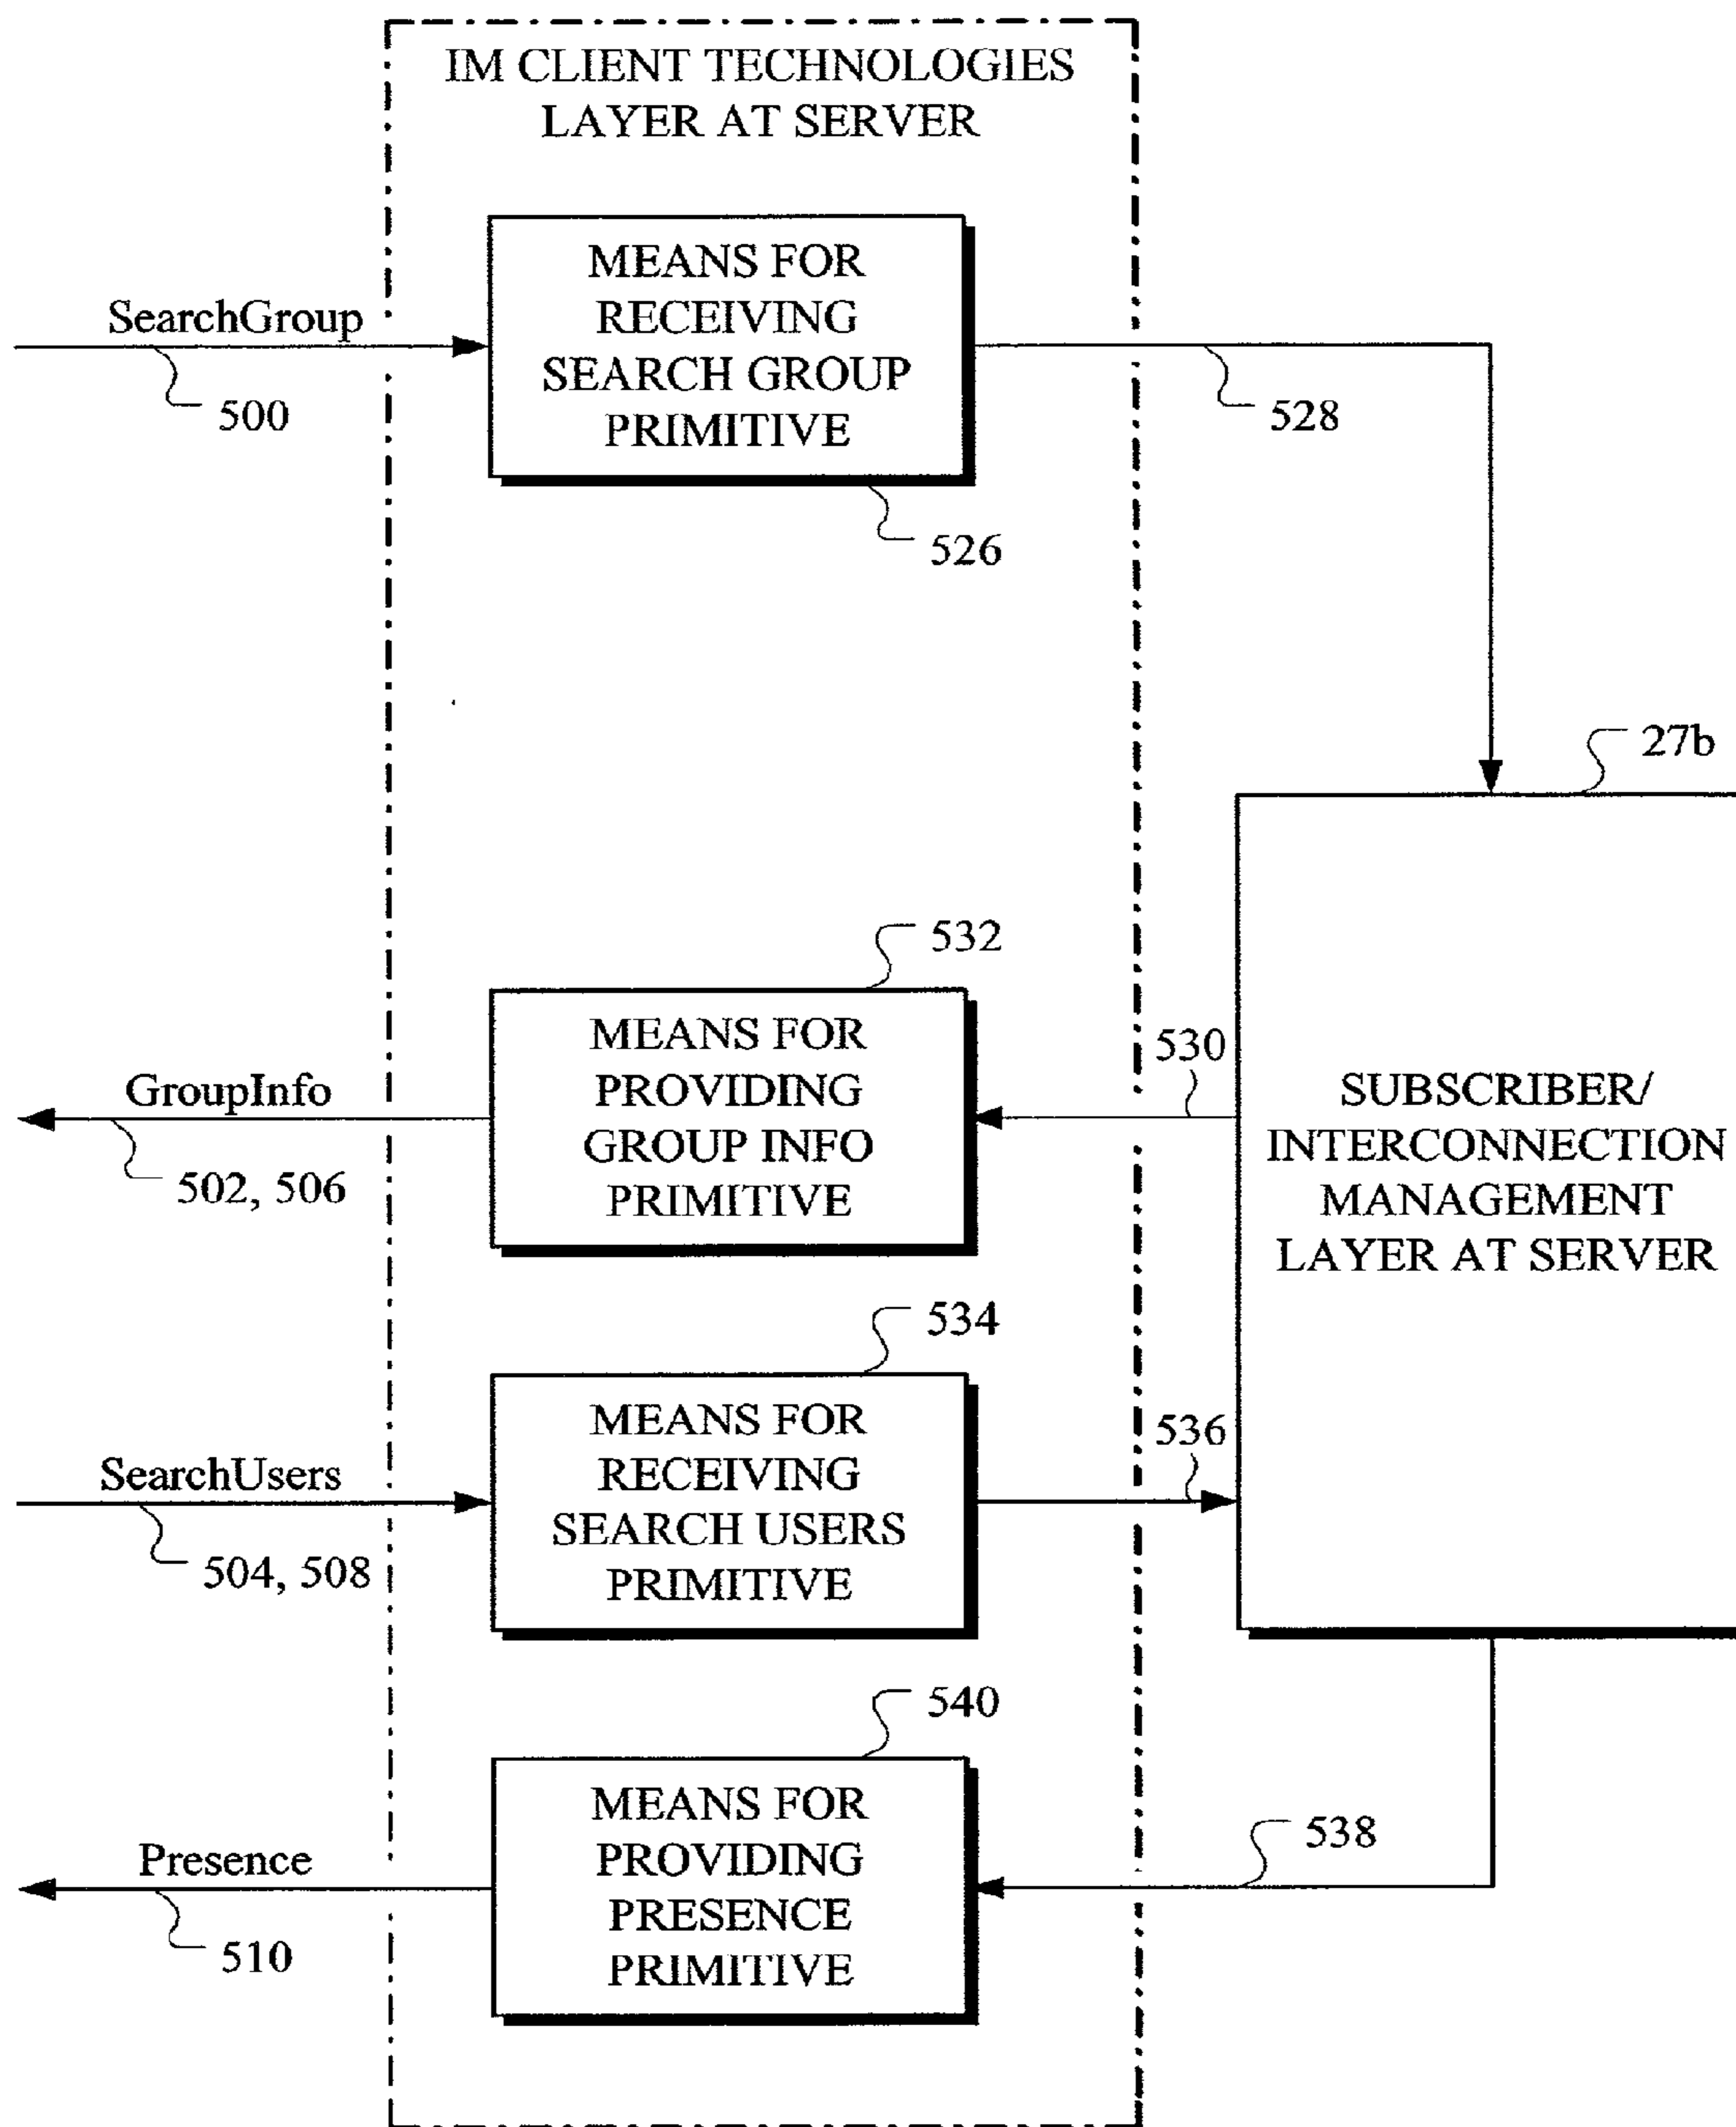 IM CLIENT TECHNOLOGIES
LAYER AT SERVER
MEANS FOR
RECEIVING
SEARCH GROUP
PRIMITIVE
SearchGroup
500
528
526
27b
532
MEANS FOR
PROVIDING
GROUP INFO
PRIMITIVE
GroupInfo
502, 506
530
SUBSCRIBER/
INTERCONNECTION
MANAGEMENT
LAYER AT SERVER
534
MEANS FOR
RECEIVING
SEARCH USERS
PRIMITIVE
SearchUsers
504, 508
536
540
MEANS FOR
PROVIDING
PRESENCE
PRIMITIVE
Presence
510
538